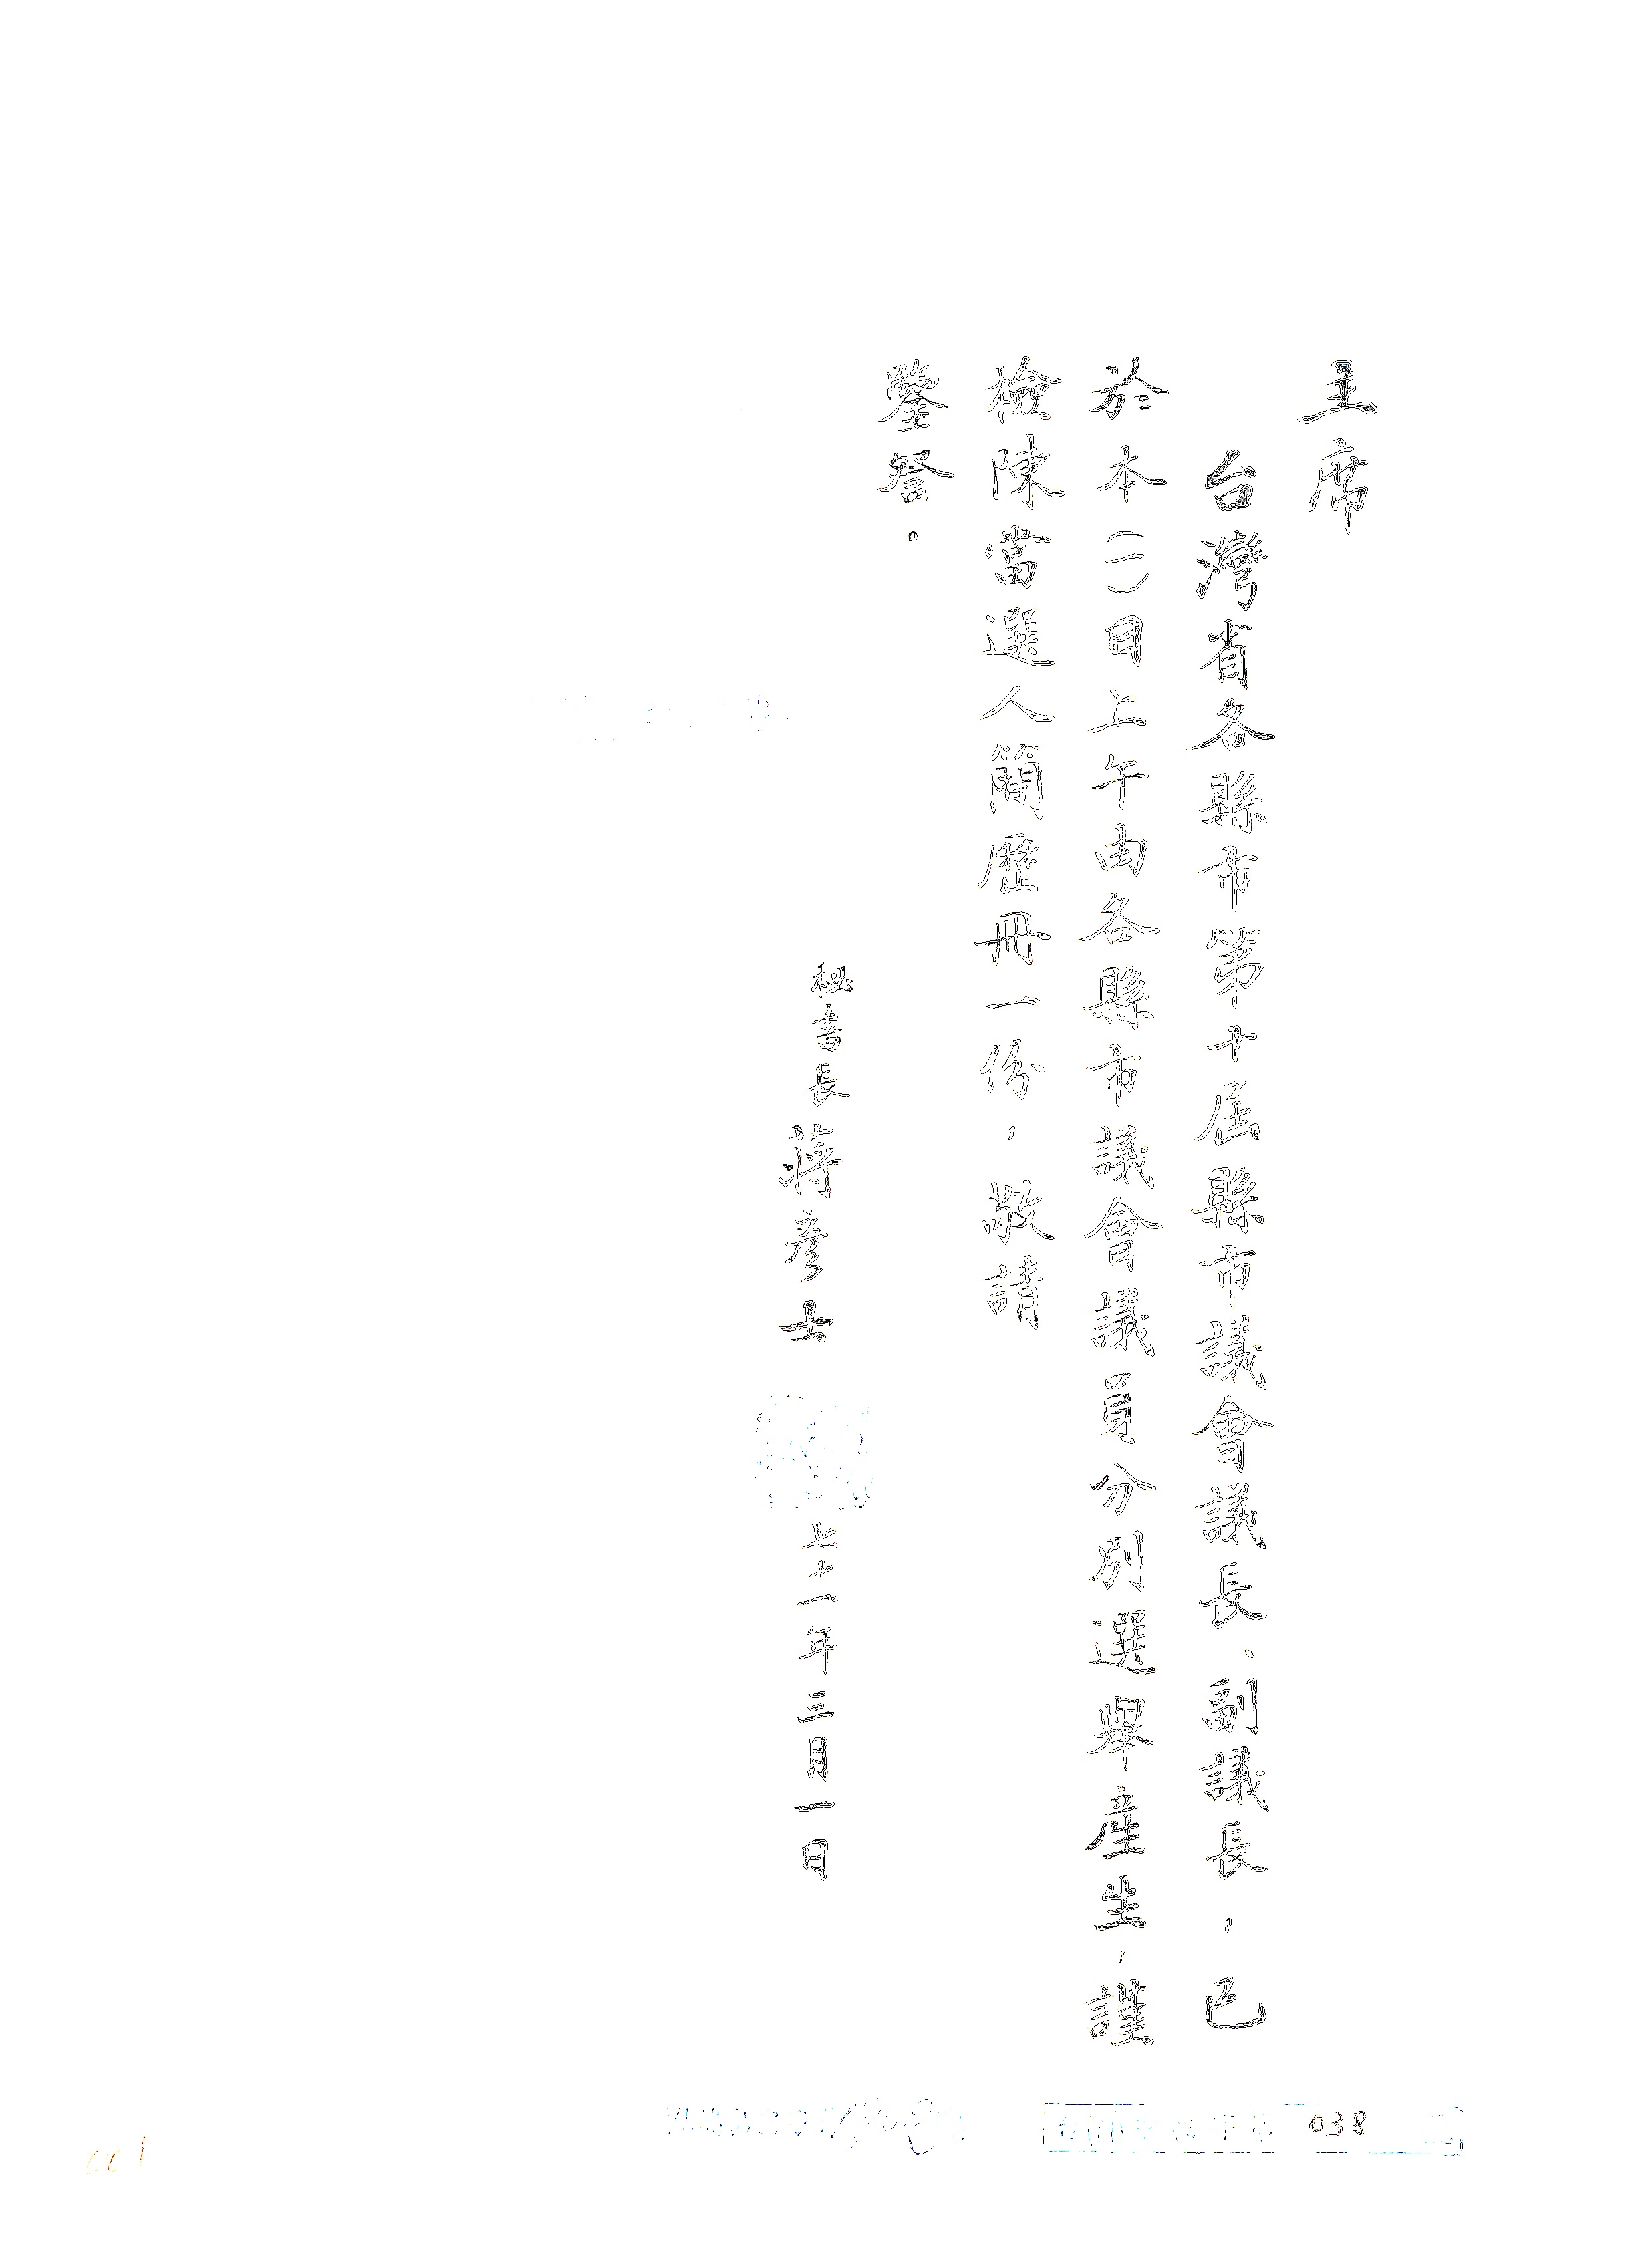 主席
台灣省各縣市第十屆縣市議會議長、副議長，已
於本（一）日上午由各縣市議會議員分別選舉產生，謹
檢陳當選人簡歷冊一份，敬請
鑒詧。
秘書長蔣彥士 七十一年三月一日
038